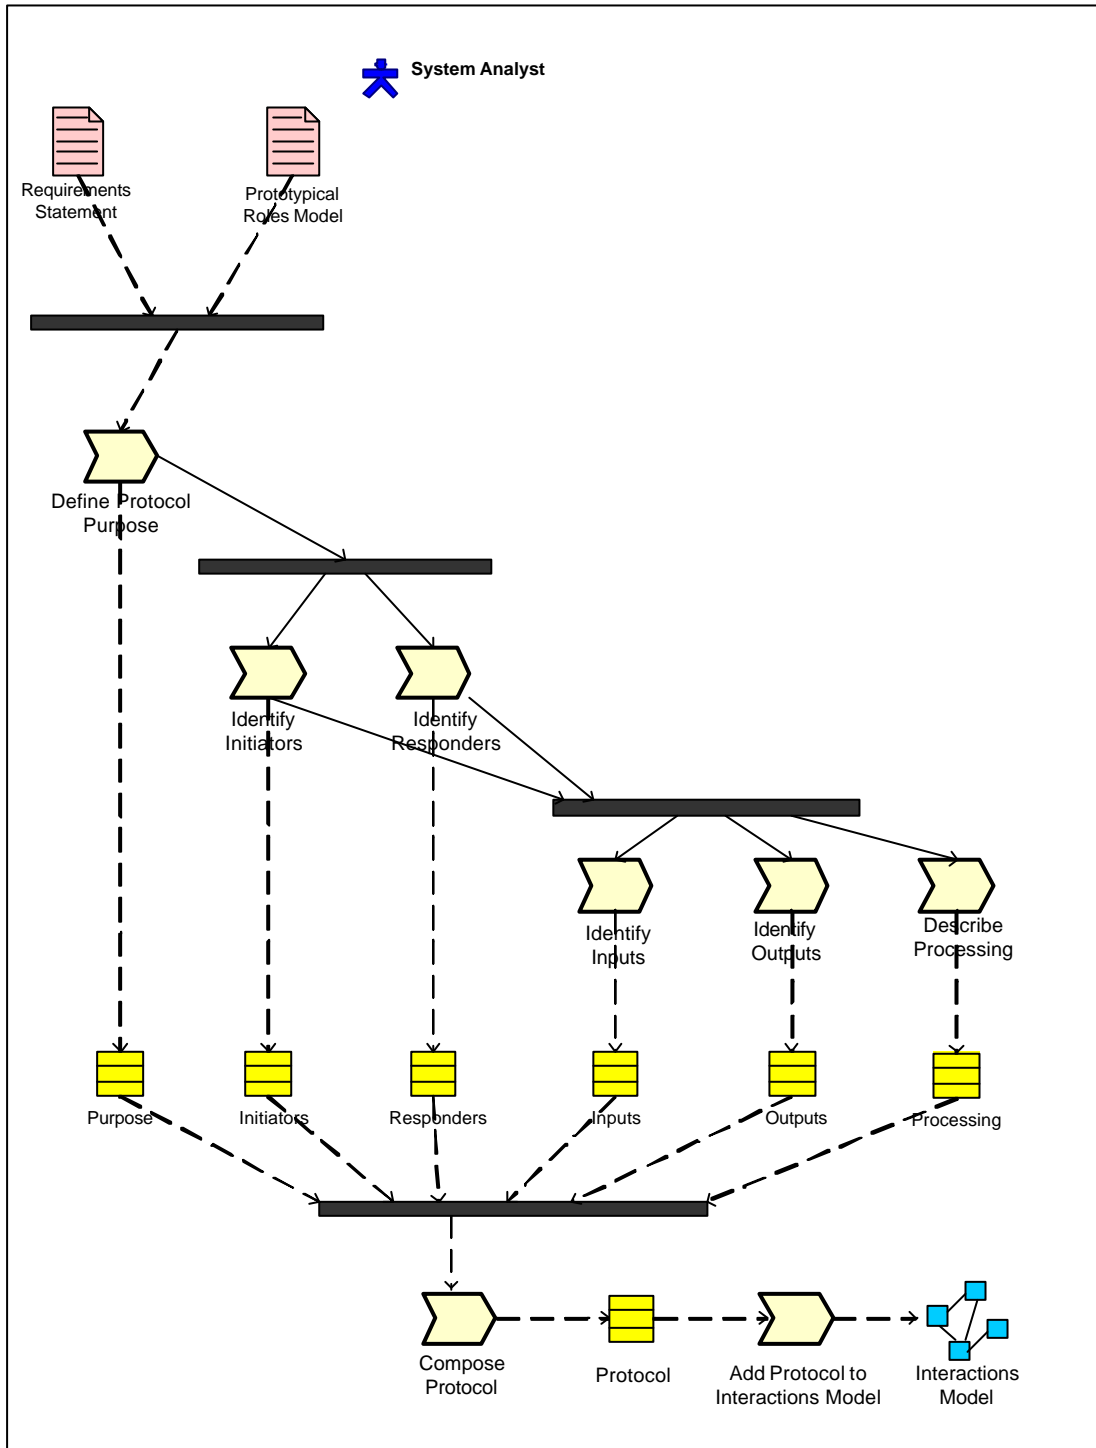 System Analyst
Requirements
Statement
Prototypical
Roles Model
Define Protocol
Purpose
Identify
Initiators
Identify
Responders
Identify
Inputs
Identify
Outputs
Describe
Processing
Purpose
Initiators
Responders
Inputs
Outputs
Processing
Compose
Protocol
Protocol
Add Protocol to
Interactions Model
Interactions
Model